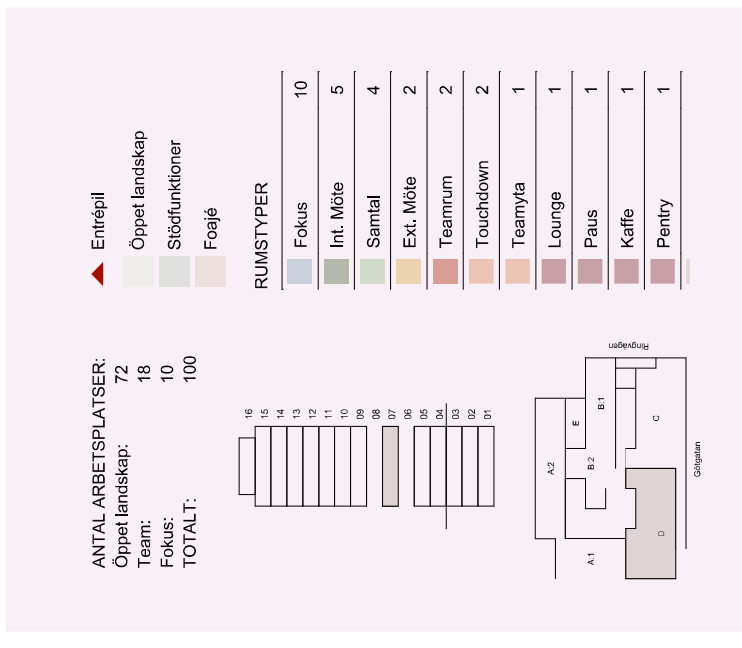 ANTAL ARBETSPLATSER:
Öppet landskap: 72
Team: 18
Fokus: 10
TOTALT: 100
Entrépil
Öppet landskap
Stödfunktioner
Foajé
RUMSTYPER
Fokus 10
Int. Möte 5
Samtal 4
Ext. Möte 2
Teamrum 2
Touchdown 2
Teamyta 1
Lounge 1
Paus 1
Kaffe 1
Pentry 1
16
15
14
13
12
11
10
09
08
07
06
05
04
03
02
01
A:2
E
B:1
B:2
C
A:1
D
Ringvägen
Götgatan